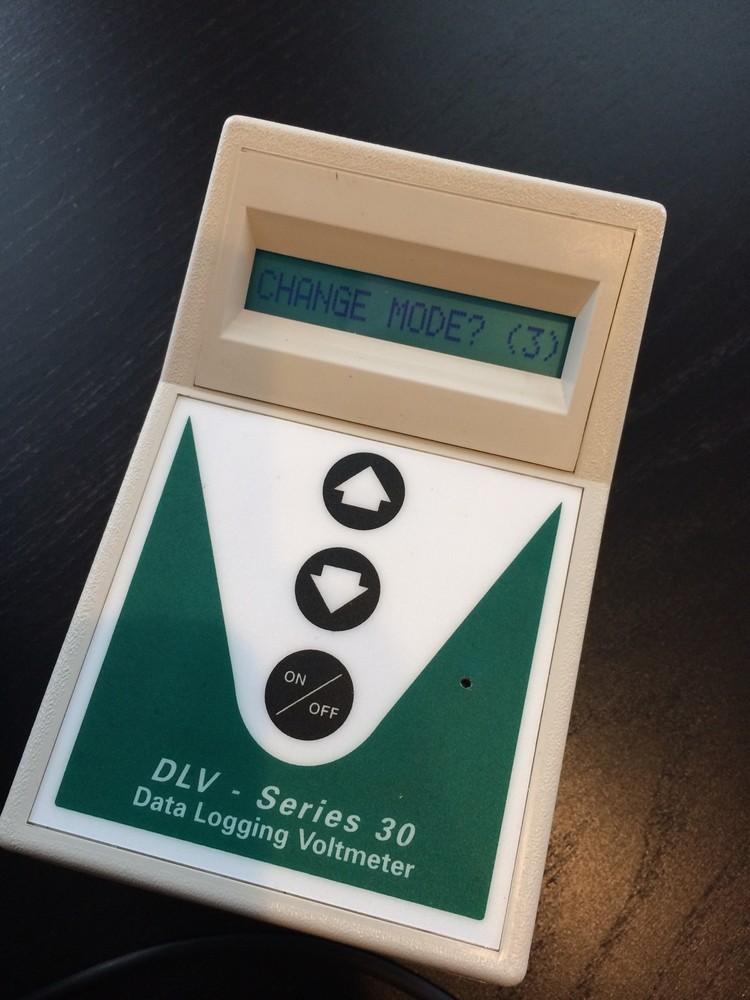 CHANGE MODE? (3)
ON
OFF
DLV - Series 30
Data Logging Voltmeter